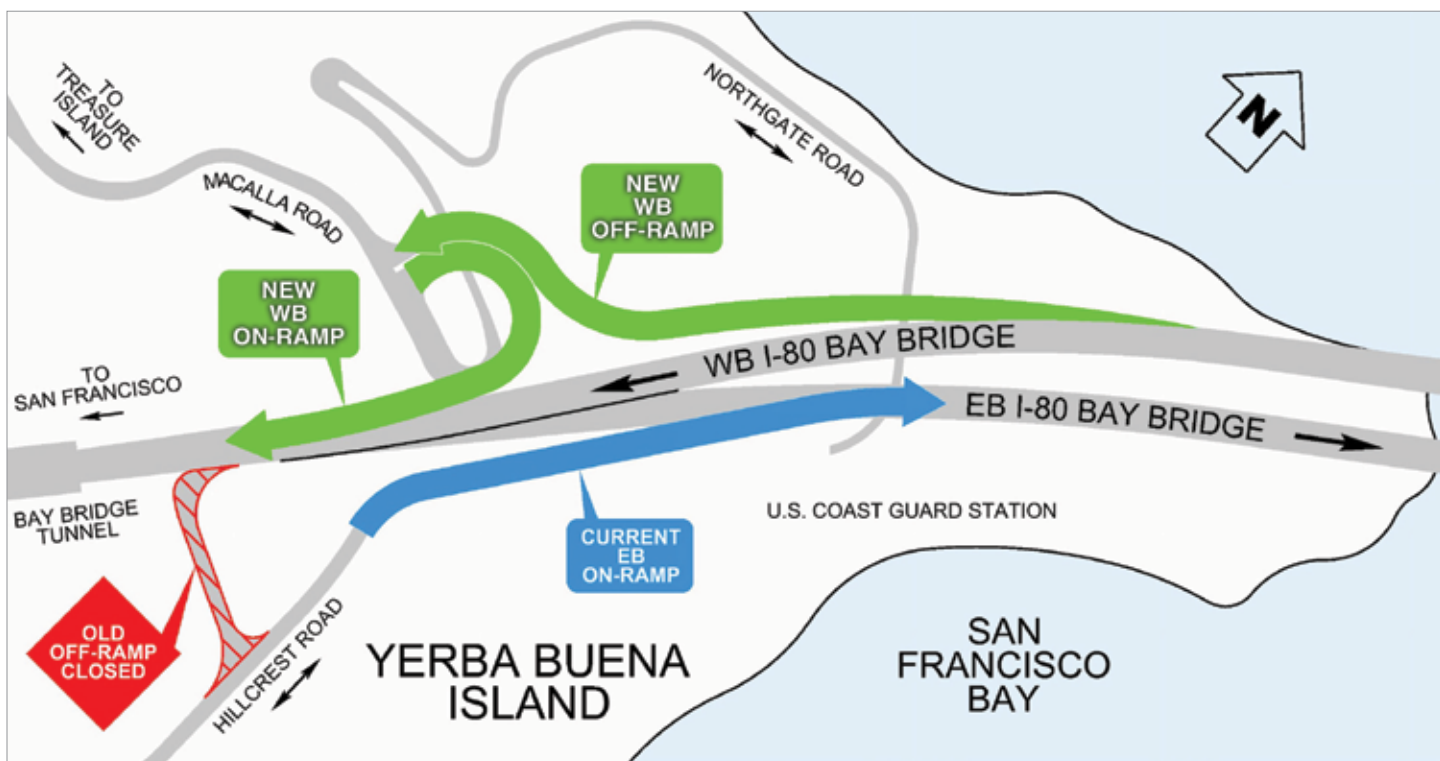 TO
TREASURE
ISLAND
NORTHGATE ROAD
N
MACALLA ROAD
NEW
WB
OFF-RAMP
NEW
WB
ON-RAMP
WB I-80 BAY BRIDGE
TO
SAN FRANCISCO
EB I-80 BAY BRIDGE
BAY BRIDGE
TUNNEL
U.S. COAST GUARD STATION
CURRENT
EB
ON-RAMP
OLD
OFF-RAMP
CLOSED
HILLCREST ROAD
YERBA BUENA
ISLAND
SAN
FRANCISCO
BAY